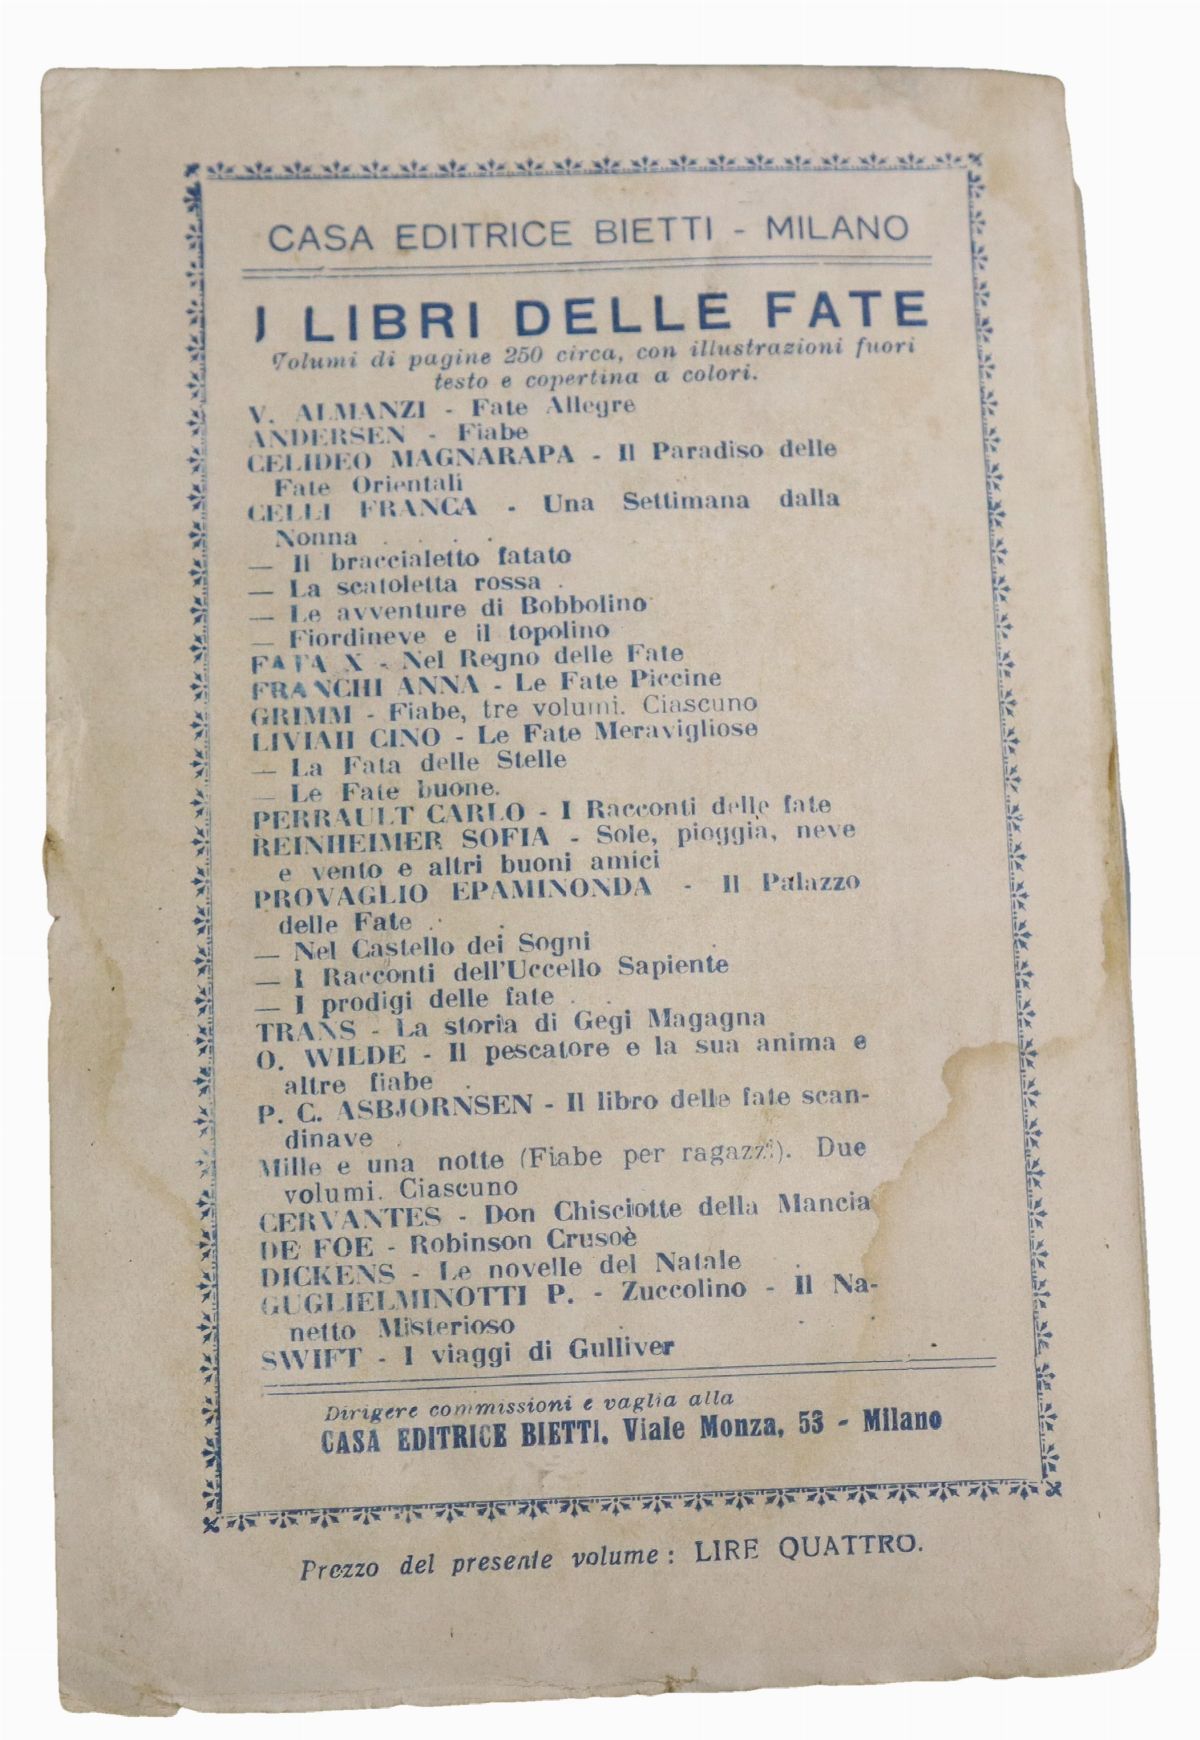 CASA EDITRICE BIETTI - MILANO
I LIBRI DELLE FATE
Volumi di pagine 250 circa, con illustrazioni fuori
testo e copertina a colori.
V. ALMANZI - Fate Allegre
ANDERSEN - Fiabe
CELIDEO MAGNARAPA - Il Paradiso delle
Fate Orientali
CELLI FRANCA - Una Settimana dalla
Nonna
— Il braccialetto fatato
— La scatoletta rossa
— Le avventure di Bobbolino
— Fiordineve e il topolino
FATA X - Nel Regno delle Fate
FRANCHI ANNA - Le Fate Piccine
GRIMM - Fiabe, tre volumi. Ciascuno
LIVIAH CINO - Le Fate Meravigliose
— La Fata delle Stelle
— Le Fate buone.
PERRAULT CARLO - I Racconti delle fate
REINHEIMER SOFIA - Sole, pioggia, neve
e vento e altri buoni amici
PROVAGLIO EPAMINONDA - Il Palazzo
delle Fate
— Nel Castello dei Sogni
— I Racconti dell'Uccello Sapiente
— I prodigi delle fate
TRANS - La storia di Gegi Magagna
O. WILDE - Il pescatore e la sua anima e
altre fiabe
P. C. ASBJORNSEN - Il libro delle fate scan-
dinave
Mille e una notte (Fiabe per ragazzi). Due
volumi. Ciascuno
CERVANTES - Don Chisciotte della Mancia
DE FOE - Robinson Crusoè
DICKENS - Le novelle del Natale
GUGLIELMINOTTI P. - Zuccolino - Il Na-
netto Misterioso
SWIFT - I viaggi di Gulliver
Dirigere commissioni e vaglia alla
CASA EDITRICE BIETTI, Viale Monza, 53 - Milano
Prezzo del presente volume : LIRE QUATTRO.